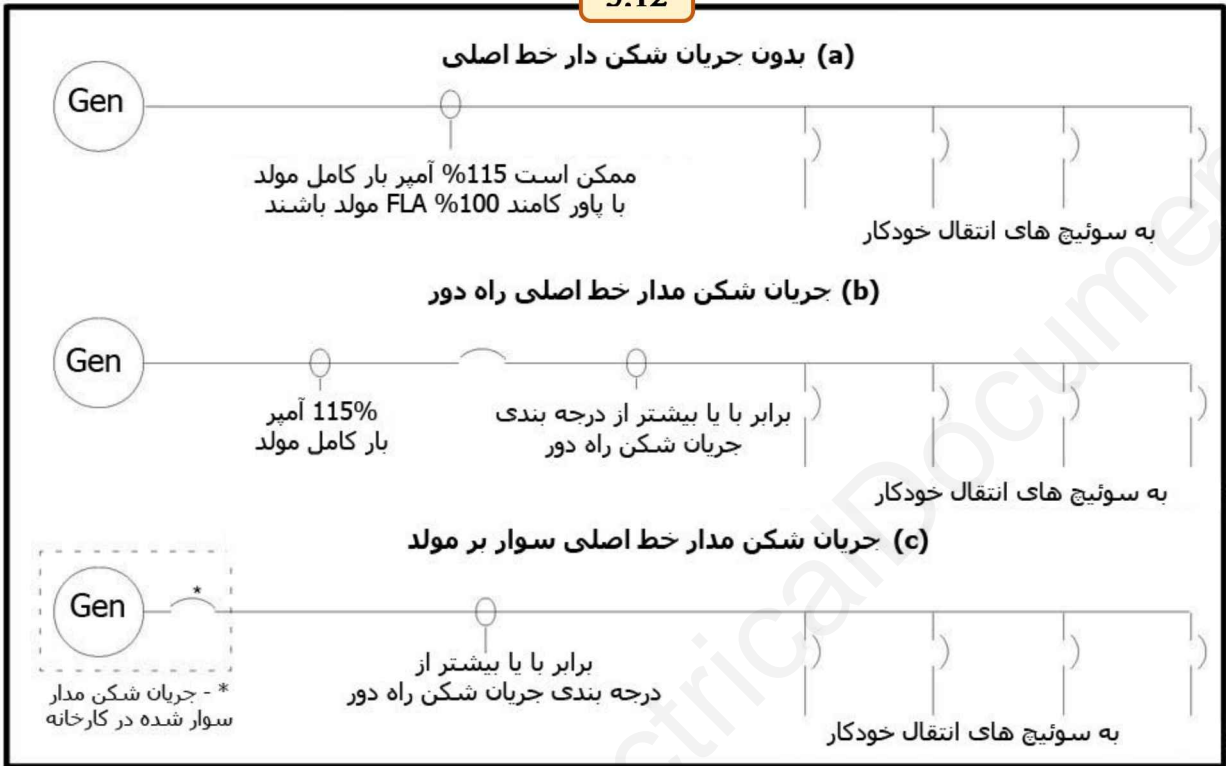 (a) بدون جریان شکن دار خط اصلی
Gen
ممکن است 115% آمپر بار کامل مولد
با پاور کامند 100% FLA مولد باشند
به سوئیچ های انتقال خودکار
(b) جریان شکن مدار خط اصلی راه دور
Gen
115% آمپر
بار کامل مولد
برابر با یا بیشتر از درجه بندی
جریان شکن راه دور
به سوئیچ های انتقال خودکار
(c) جریان شکن مدار خط اصلی سوار بر مولد
Gen
*
* - جریان شکن مدار
سوار شده در کارخانه
برابر با یا بیشتر از
درجه بندی جریان شکن راه دور
به سوئیچ های انتقال خودکار